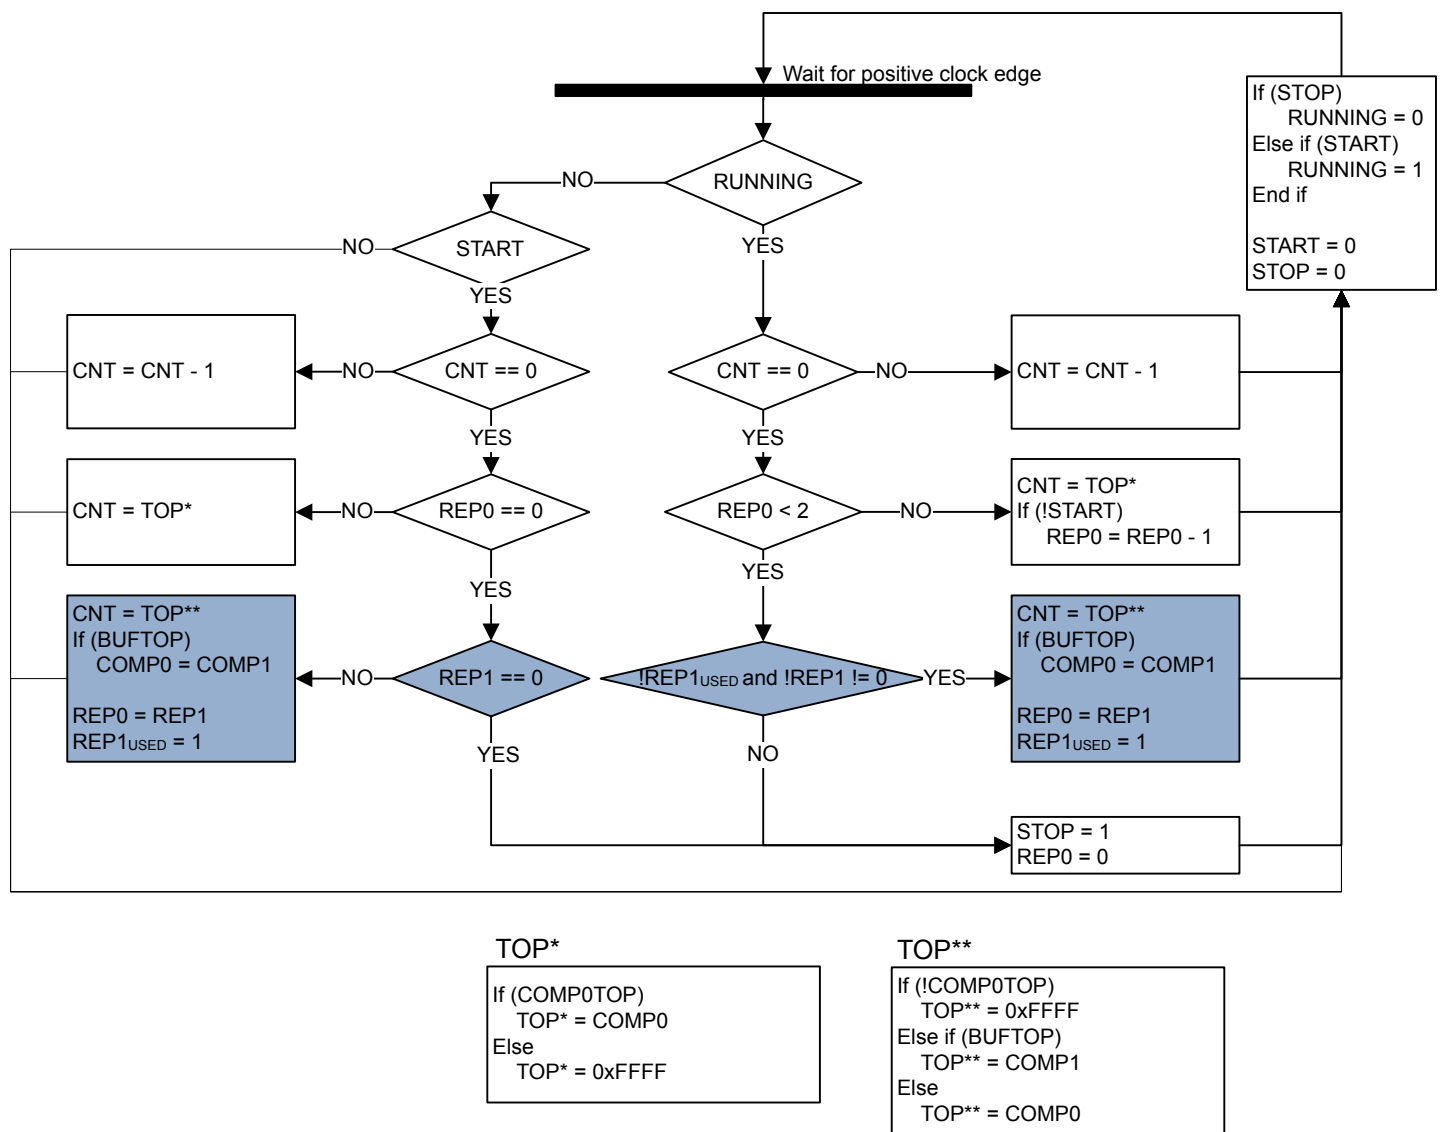 Wait for positive clock edge
If (STOP)
RUNNING = 0
Else if (START)
RUNNING = 1
End if
START = 0
STOP = 0
RUNNING
NO
YES
START
NO
YES
CNT = CNT - 1
NO
CNT == 0
YES
CNT == 0
NO
YES
CNT = CNT - 1
CNT = TOP*
NO
REP0 == 0
YES
REP0 < 2
NO
YES
CNT = TOP*
If (!START)
REP0 = REP0 - 1
CNT = TOP**
If (BUFTOP)
COMP0 = COMP1
REP0 = REP1
REP1USED = 1
NO
REP1 == 0
YES
!REP1USED and !REP1 != 0
YES
NO
CNT = TOP**
If (BUFTOP)
COMP0 = COMP1
REP0 = REP1
REP1USED = 1
STOP = 1
REP0 = 0
TOP*
If (COMP0TOP)
TOP* = COMP0
Else
TOP* = 0xFFFF
TOP**
If (!COMP0TOP)
TOP** = 0xFFFF
Else if (BUFTOP)
TOP** = COMP1
Else
TOP** = COMP0